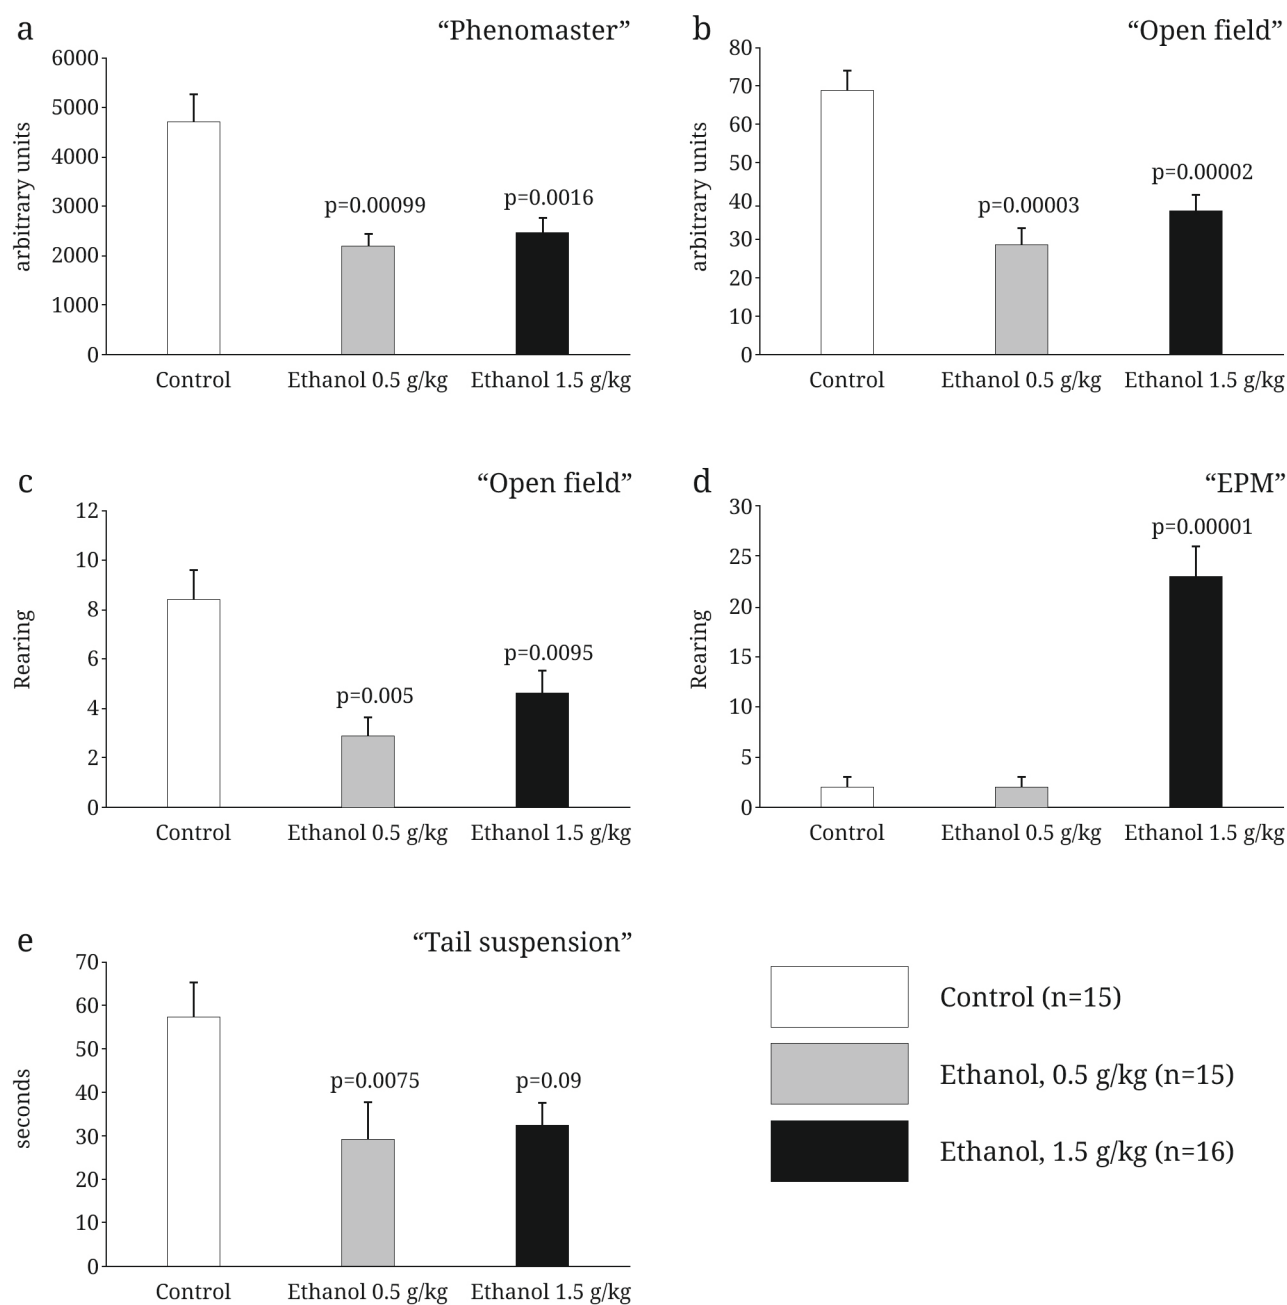 a
“Phenomaster”
arbitrary units
6000
5000
4000
3000
2000
1000
0
p=0.00099
p=0.0016
Control
Ethanol 0.5 g/kg
Ethanol 1.5 g/kg
b
“Open field”
arbitrary units
80
70
60
50
40
30
20
10
0
p=0.00003
p=0.00002
Control
Ethanol 0.5 g/kg
Ethanol 1.5 g/kg
c
“Open field”
Rearing
12
10
8
6
4
2
0
p=0.005
p=0.0095
Control
Ethanol 0.5 g/kg
Ethanol 1.5 g/kg
d
“EPM”
Rearing
30
25
20
15
10
5
0
p=0.00001
Control
Ethanol 0.5 g/kg
Ethanol 1.5 g/kg
e
“Tail suspension”
seconds
70
60
50
40
30
20
10
0
p=0.0075
p=0.09
Control
Ethanol 0.5 g/kg
Ethanol 1.5 g/kg
Control (n=15)
Ethanol, 0.5 g/kg (n=15)
Ethanol, 1.5 g/kg (n=16)